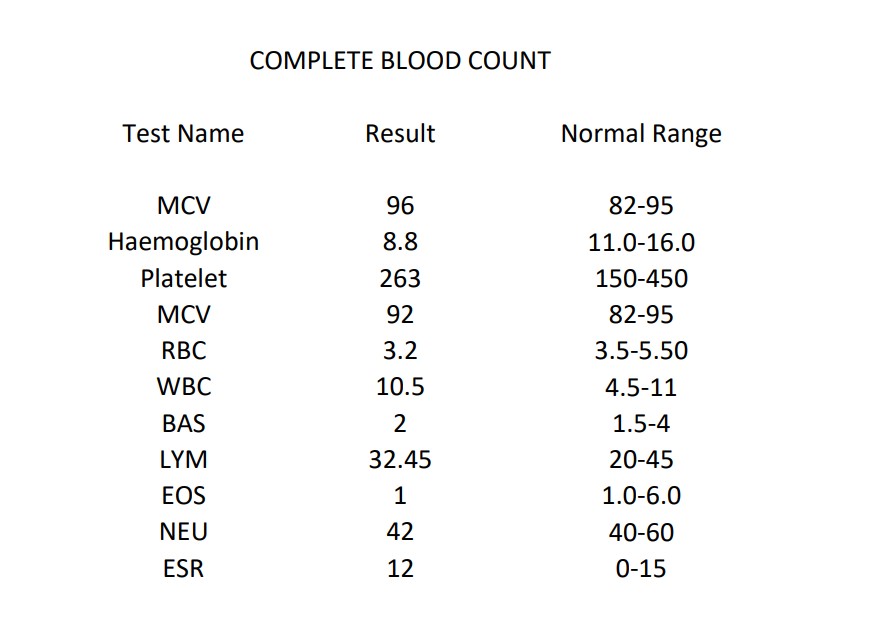 COMPLETE BLOOD COUNT
Test Name Result Normal Range
MCV 96 82-95
Haemoglobin 8.8 11.0-16.0
Platelet 263 150-450
MCV 92 82-95
RBC 3.2 3.5-5.50
WBC 10.5 4.5-11
BAS 2 1.5-4
LYM 32.45 20-45
EOS 1 1.0-6.0
NEU 42 40-60
ESR 12 0-15